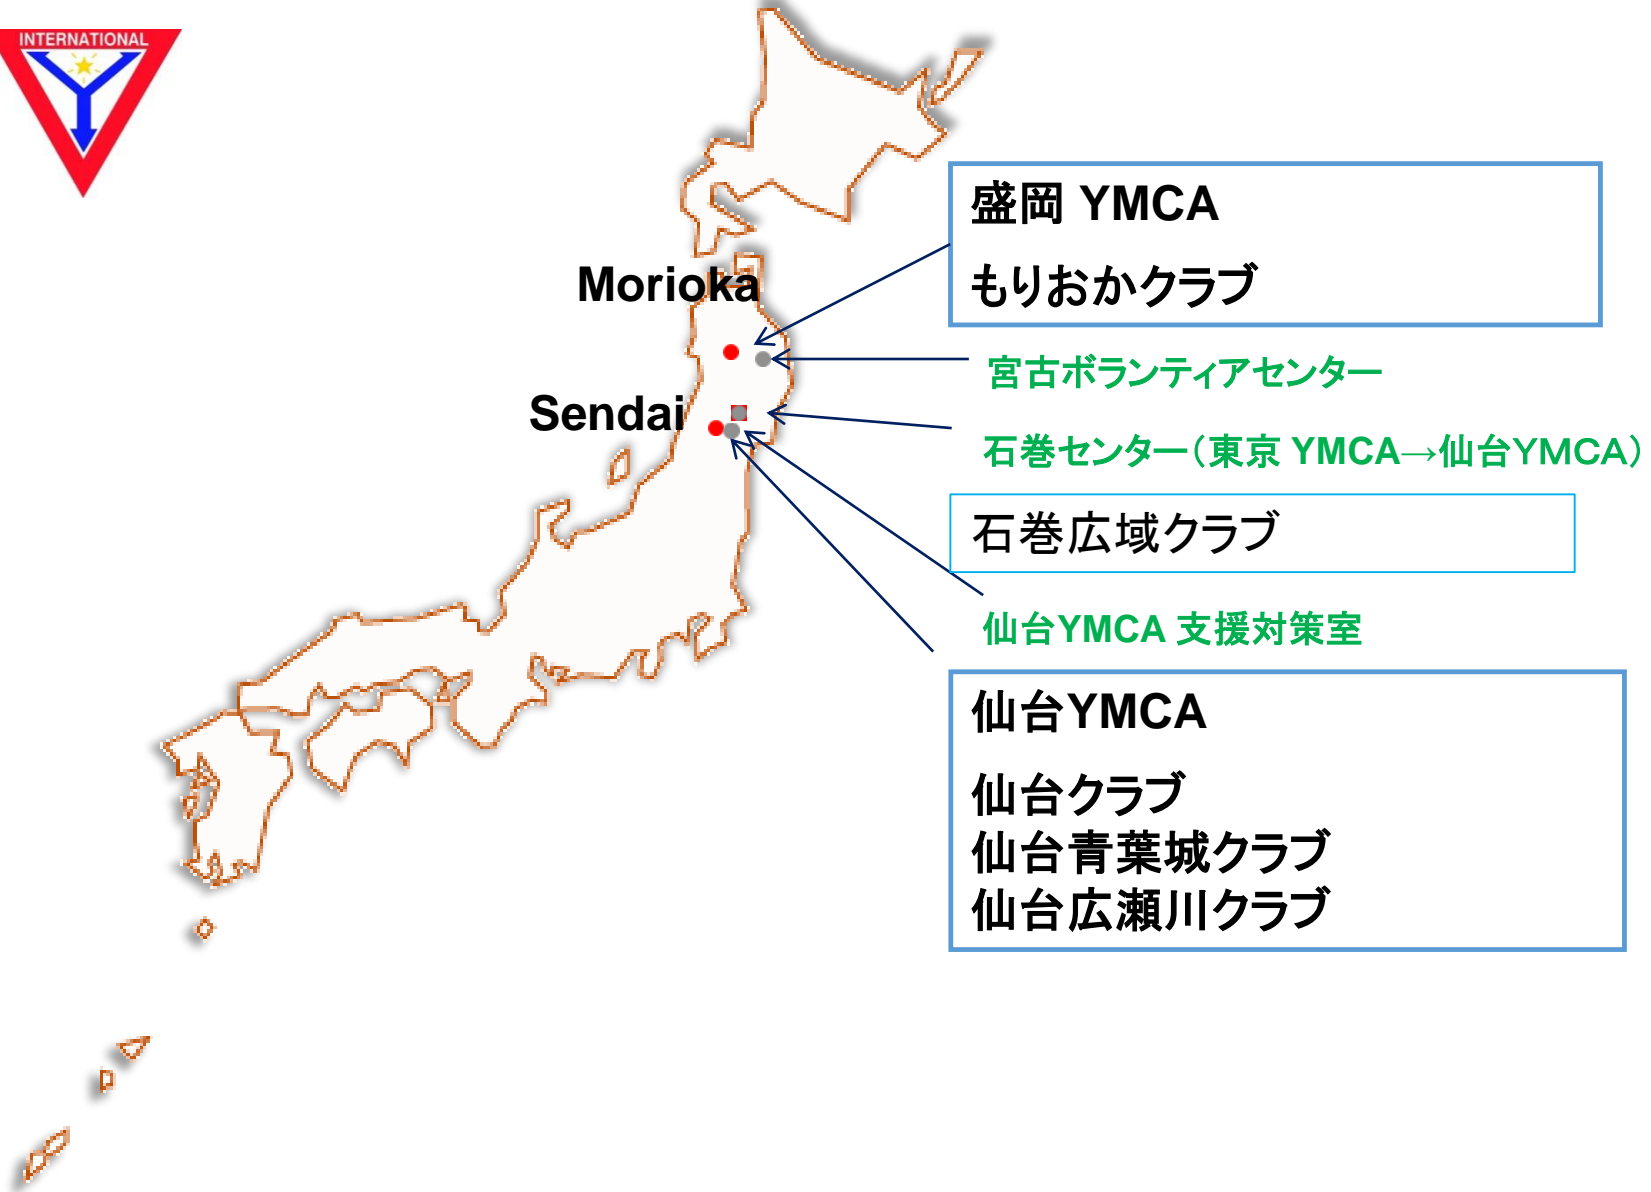 INTERNATIONAL
盛岡 YMCA
もりおかクラブ
Morioka
宮古ボランティアセンター
Sendai
石巻センター（東京 YMCA→仙台YMCA）
石巻広域クラブ
仙台YMCA 支援対策室
仙台YMCA
仙台クラブ
仙台青葉城クラブ
仙台広瀬川クラブ